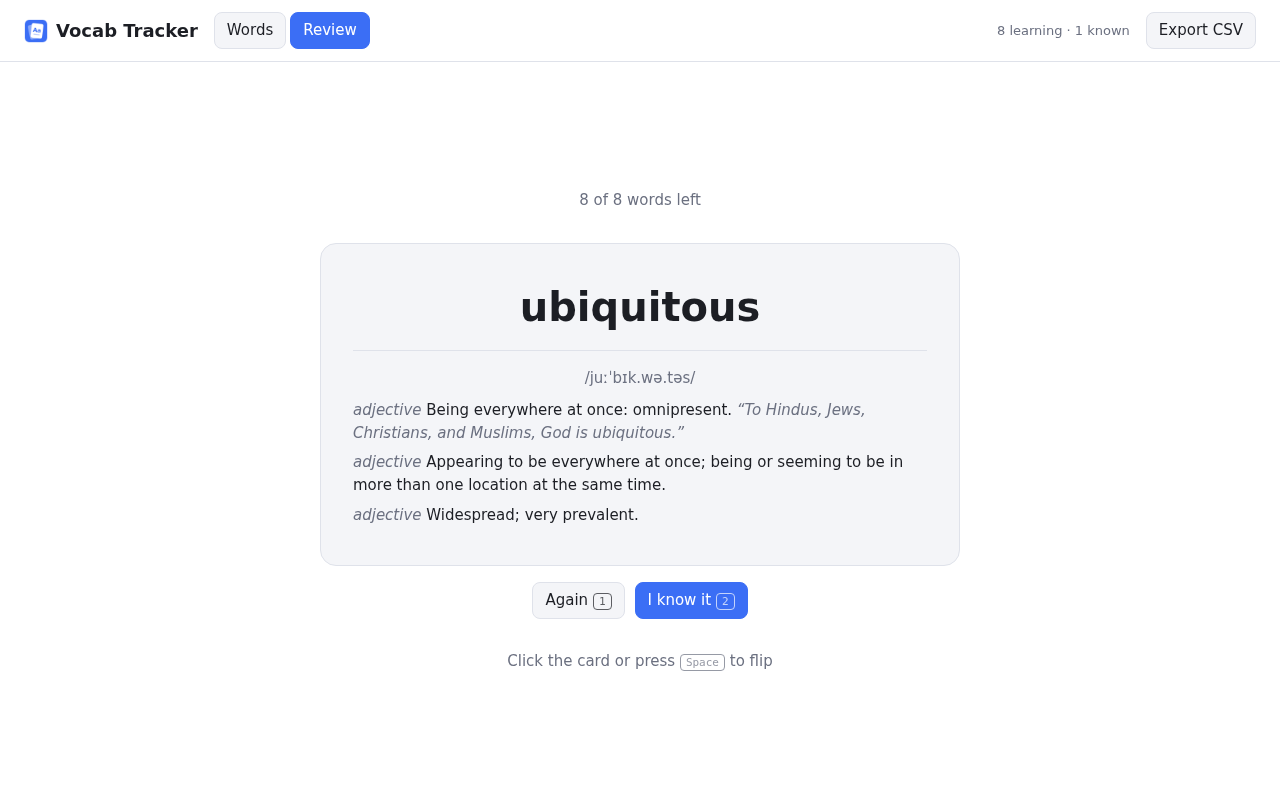 Vocab Tracker
Words
Review
8 learning · 1 known
Export CSV
8 of 8 words left
ubiquitous
/juːˈbɪk.wə.təs/
adjective Being everywhere at once: omnipresent. “To Hindus, Jews,
Christians, and Muslims, God is ubiquitous.”
adjective Appearing to be everywhere at once; being or seeming to be in
more than one location at the same time.
adjective Widespread; very prevalent.
Again 1
I know it 2
Click the card or press Space to flip